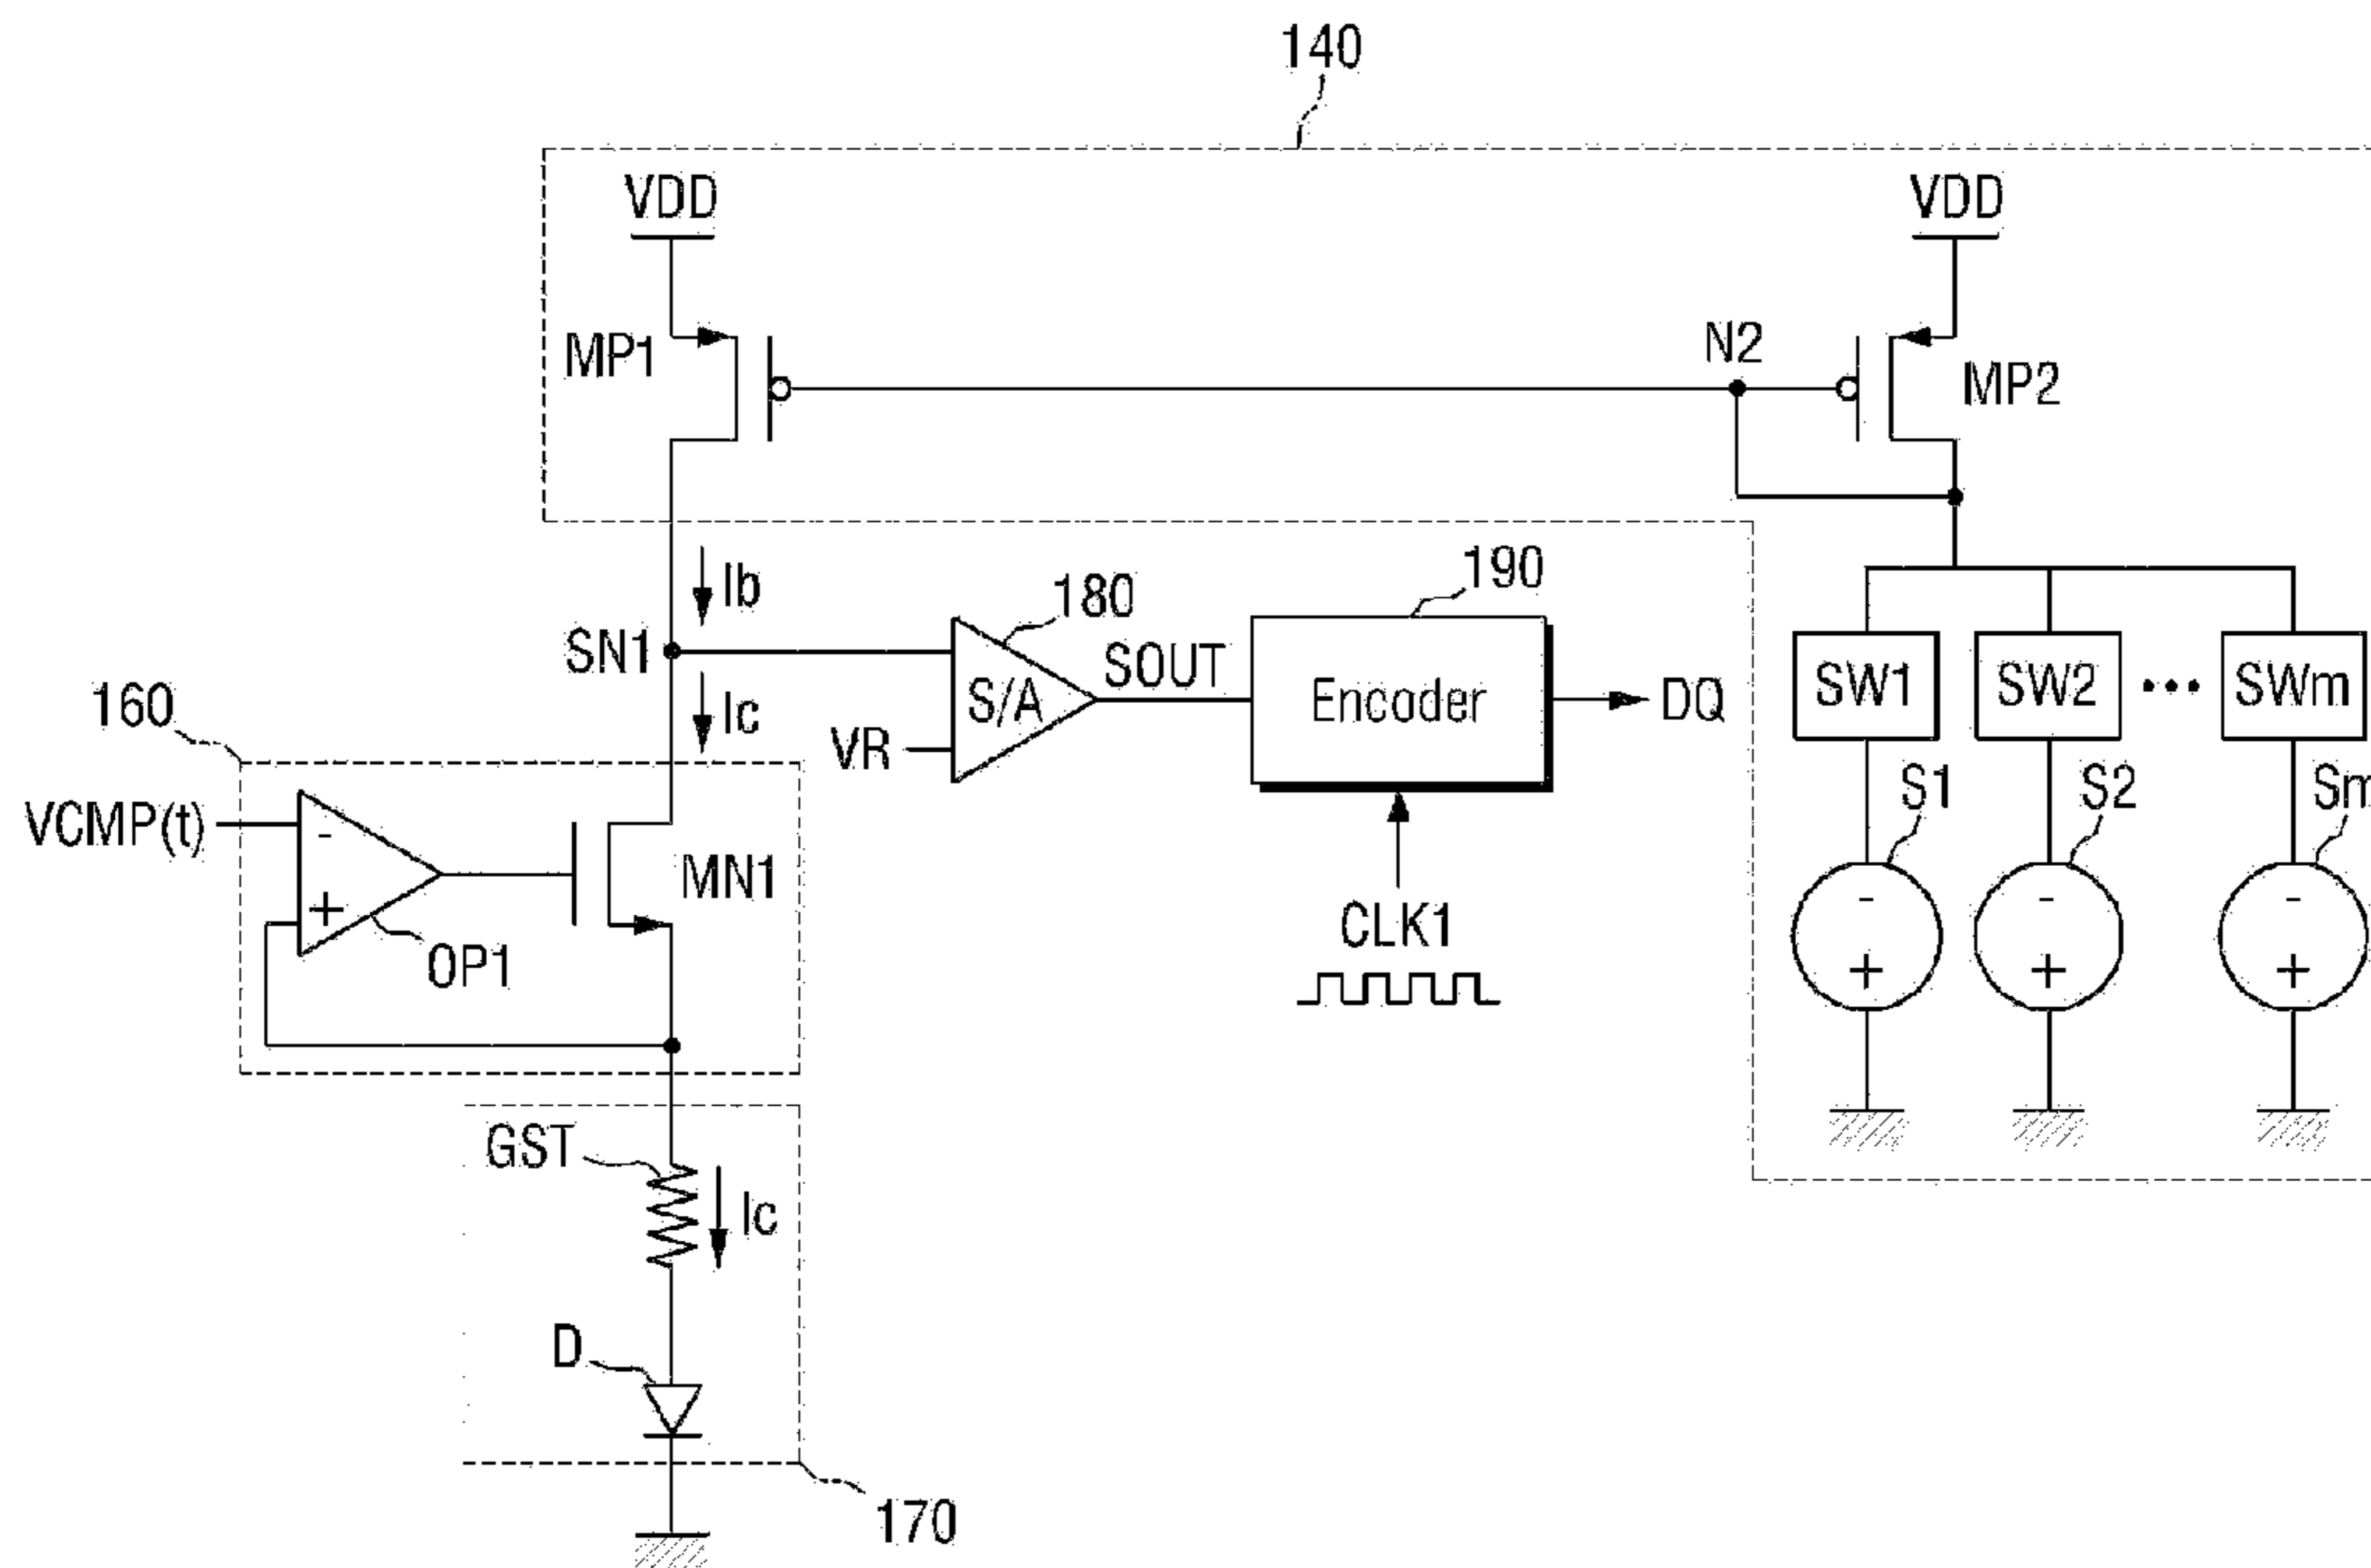 140
VDD
VDD
MP1
N2
MP2
Ib
SN1
180
190
S/A
SOUT
Encoder
DQ
SW1
SW2
•••
SWm
Ic
VR
160
VCMP(t)
-
+
OP1
MN1
CLK1
S1
S2
Sm
-
+
-
+
-
+
GST
Ic
D
170